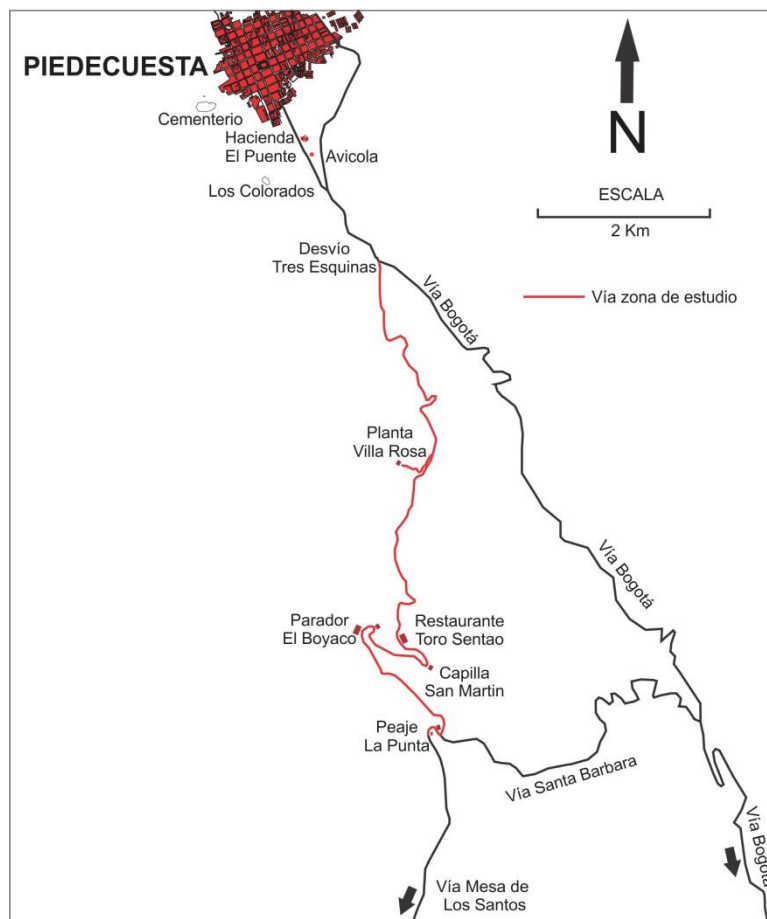 PIEDECUESTA
Cementerio
Hacienda
El Puente
Avicola
Los Colorados
N
ESCALA
2 Km
Desvío
Tres Esquinas
Vía Bogotá
Vía zona de estudio
Planta
Villa Rosa
Vía Bogotá
Parador
El Boyaco
Restaurante
Toro Sentao
Capilla
San Martin
Peaje
La Punta
Vía Santa Barbara
Vía Bogotá
Vía Mesa de
Los Santos